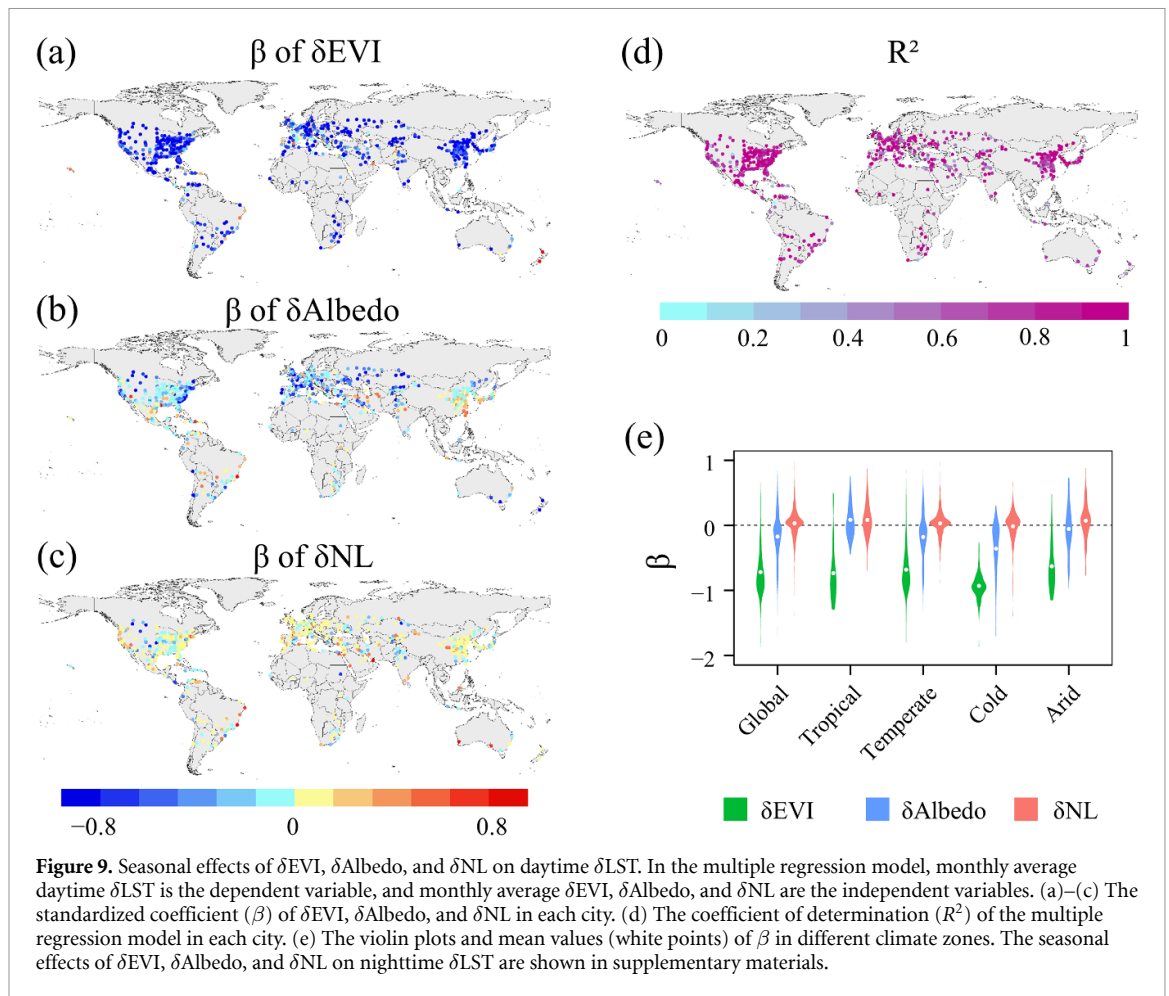 (a)
β of δEVI
(b)
β of δAlbedo
(c)
β of δNL
−0.8 0 0.8
(d)
R²
0 0.2 0.4 0.6 0.8 1
(e)
β
1
0
−1
−2
Global Tropical Temperate Cold Arid
δEVI δAlbedo δNL
Figure 9. Seasonal effects of δEVI, δAlbedo, and δNL on daytime δLST. In the multiple regression model, monthly average
daytime δLST is the dependent variable, and monthly average δEVI, δAlbedo, and δNL are the independent variables. (a)–(c) The
standardized coefficient (β) of δEVI, δAlbedo, and δNL in each city. (d) The coefficient of determination (R²) of the multiple
regression model in each city. (e) The violin plots and mean values (white points) of β in different climate zones. The seasonal
effects of δEVI, δAlbedo, and δNL on nighttime δLST are shown in supplementary materials.